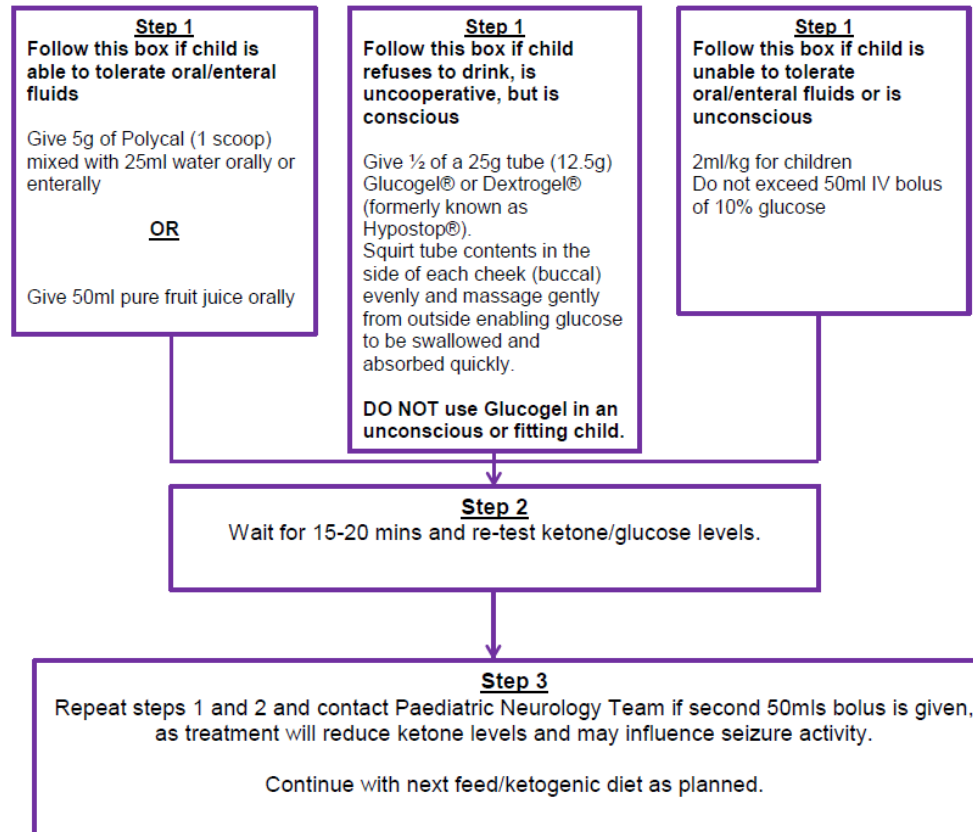 Step 1
Follow this box if child is
able to tolerate oral/enteral
fluids
Give 5g of Polycal (1 scoop)
mixed with 25ml water orally or
enterally
OR
Give 50ml pure fruit juice orally
Step 1
Follow this box if child
refuses to drink, is
uncooperative, but is
conscious
Give ½ of a 25g tube (12.5g)
Glucogel® or Dextrogel®
(formerly known as
Hypostop®).
Squirt tube contents in the
side of each cheek (buccal)
evenly and massage gently
from outside enabling glucose
to be swallowed and
absorbed quickly.
DO NOT use Glucogel in an
unconscious or fitting child.
Step 1
Follow this box if child is
unable to tolerate
oral/enteral fluids or is
unconscious
2ml/kg for children
Do not exceed 50ml IV bolus
of 10% glucose
Step 2
Wait for 15-20 mins and re-test ketone/glucose levels.
Step 3
Repeat steps 1 and 2 and contact Paediatric Neurology Team if second 50mls bolus is given,
as treatment will reduce ketone levels and may influence seizure activity.
Continue with next feed/ketogenic diet as planned.